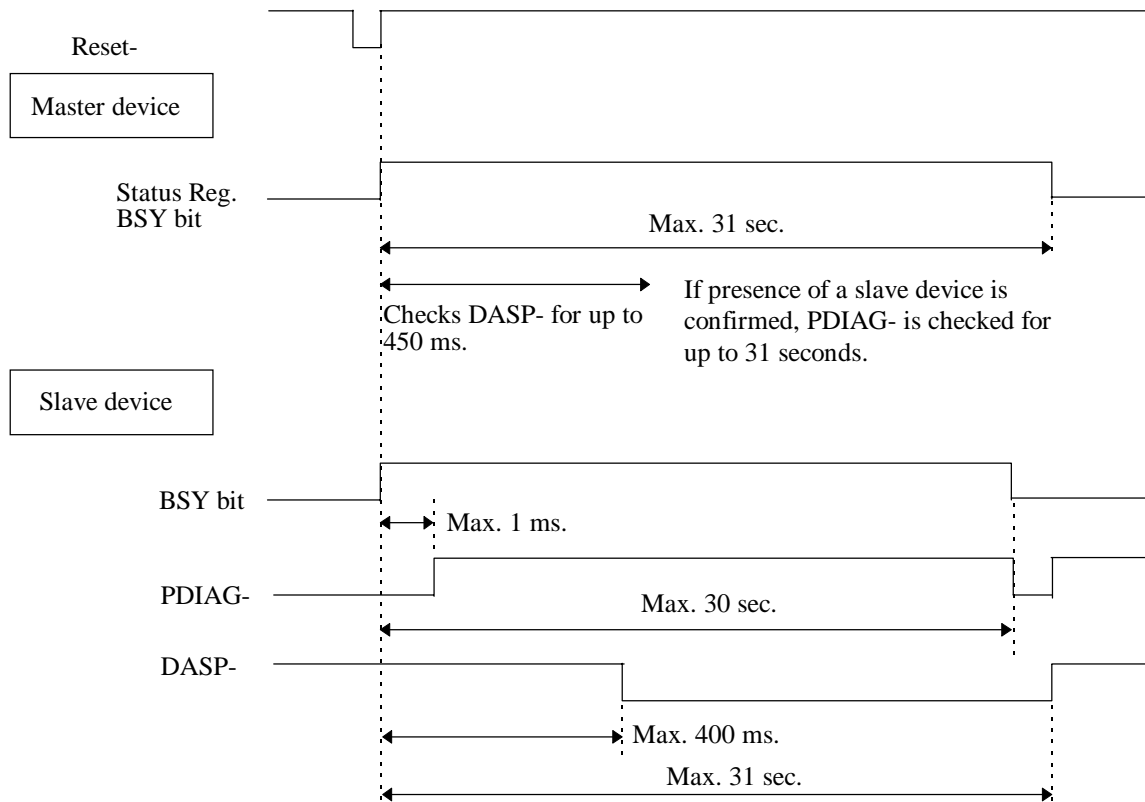 Reset-
Master device
Status Reg.
BSY bit
Max. 31 sec.
Checks DASP- for up to
450 ms.
If presence of a slave device is
confirmed, PDIAG- is checked for
up to 31 seconds.
Slave device
BSY bit
Max. 1 ms.
PDIAG-
Max. 30 sec.
DASP-
Max. 400 ms.
Max. 31 sec.